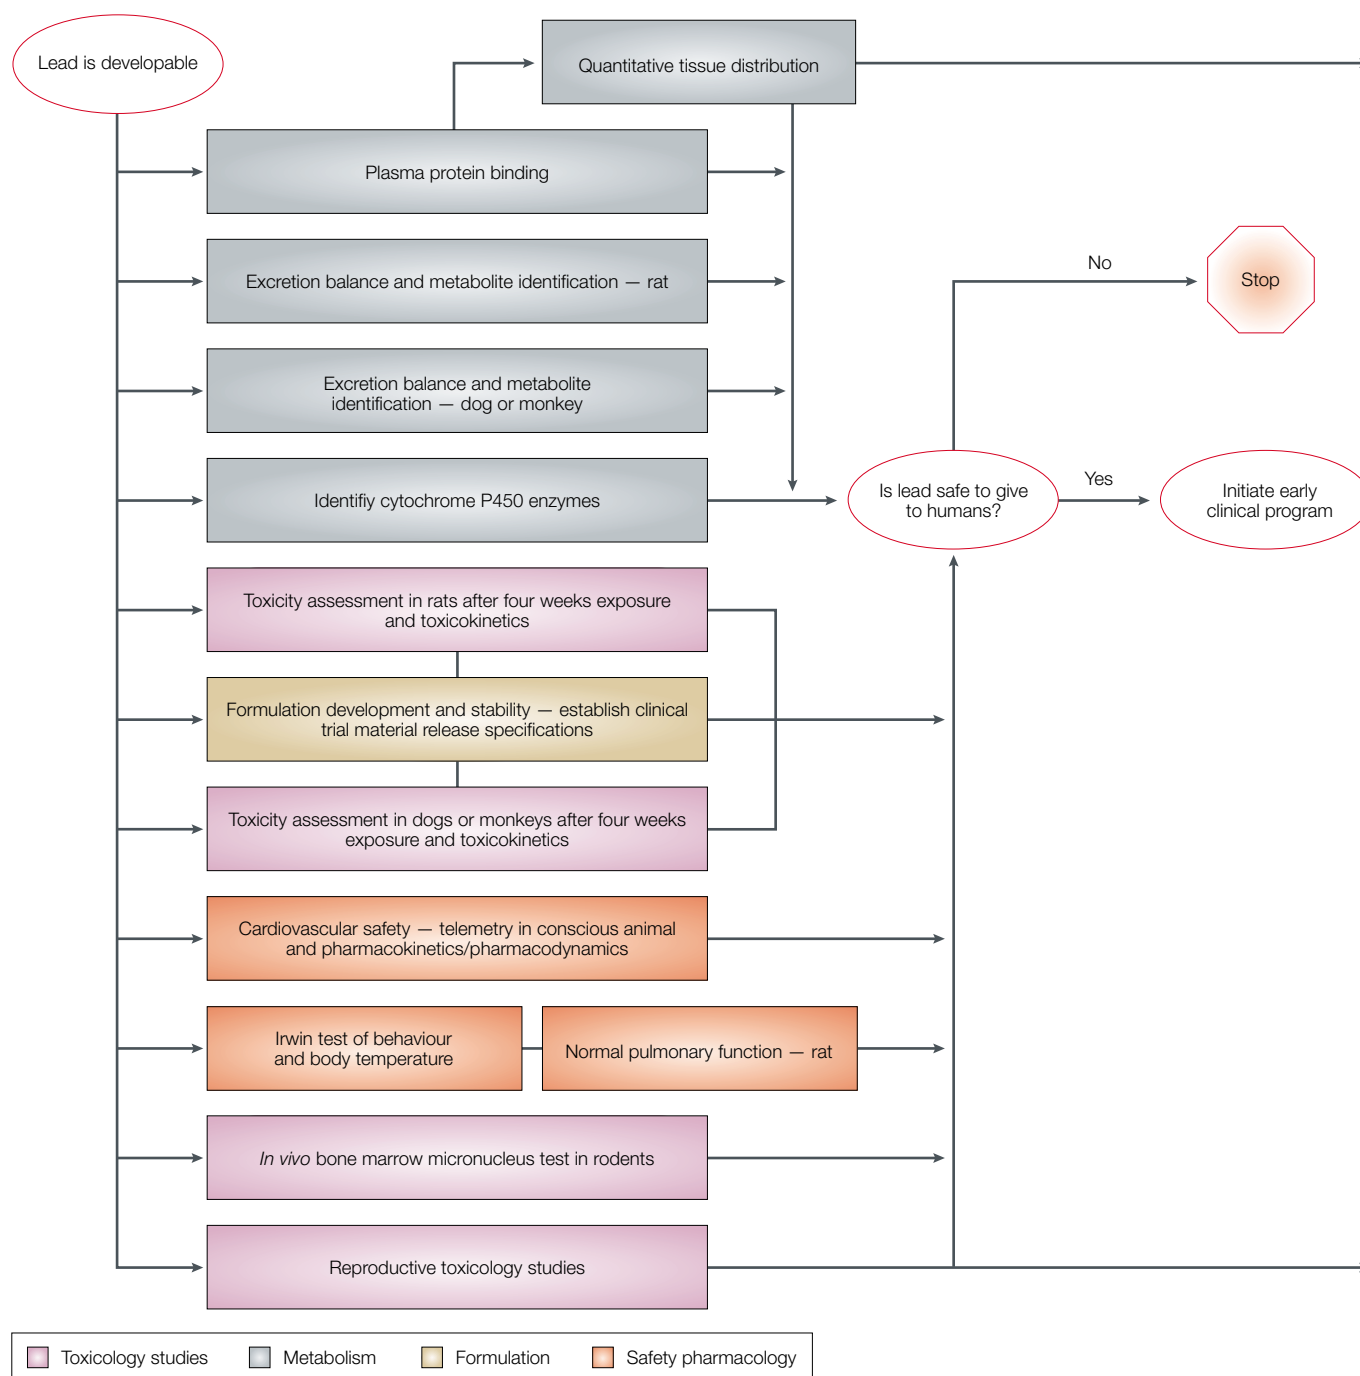 Lead is developable
Quantitative tissue distribution
Plasma protein binding
Excretion balance and metabolite identification — rat
No
Stop
Excretion balance and metabolite
identification — dog or monkey
Identifiy cytochrome P450 enzymes
Is lead safe to give
to humans?
Yes
Initiate early
clinical program
Toxicity assessment in rats after four weeks exposure
and toxicokinetics
Formulation development and stability — establish clinical
trial material release specifications
Toxicity assessment in dogs or monkeys after four weeks
exposure and toxicokinetics
Cardiovascular safety — telemetry in conscious animal
and pharmacokinetics/pharmacodynamics
Irwin test of behaviour
and body temperature
Normal pulmonary function — rat
In vivo bone marrow micronucleus test in rodents
Reproductive toxicology studies
Toxicology studies
Metabolism
Formulation
Safety pharmacology